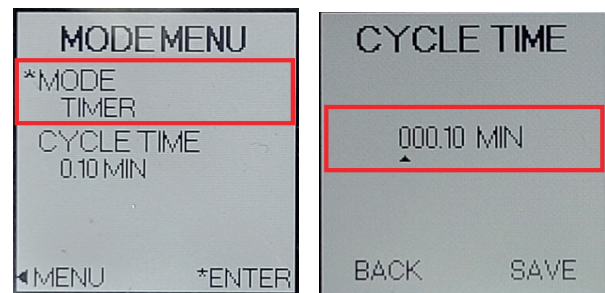 MODE MENU
*MODE
TIMER
CYCLE TIME
0.10 MIN
◄MENU *ENTER
CYCLE TIME
000.10 MIN
▲
BACK SAVE